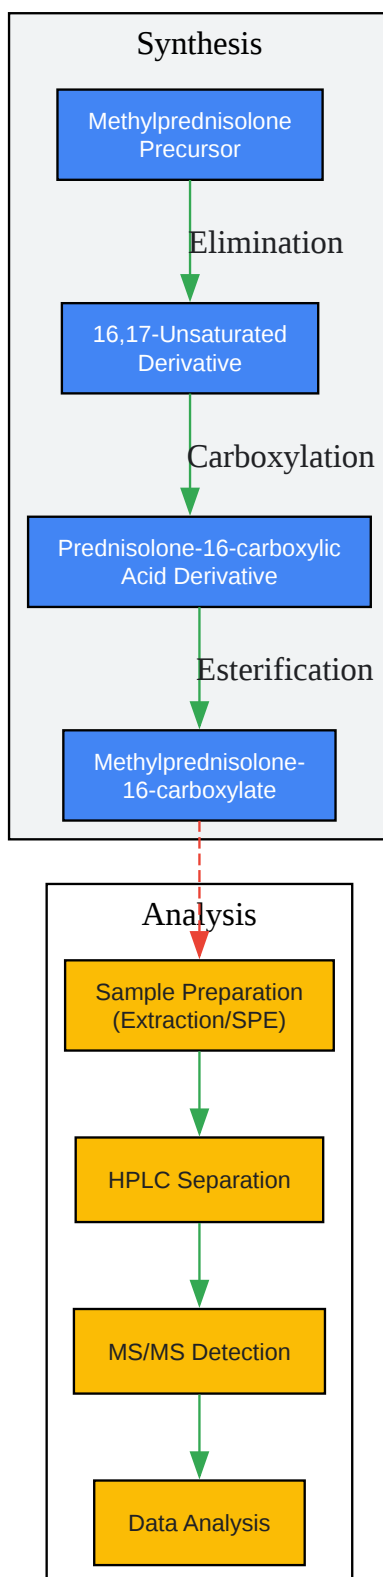 Synthesis
Methylprednisolone
Precursor
Elimination
16,17-Unsaturated
Derivative
Carboxylation
Prednisolone-16-carboxylic
Acid Derivative
Esterification
Methylprednisolone-
16-carboxylate
Analysis
Sample Preparation
(Extraction/SPE)
HPLC Separation
MS/MS Detection
Data Analysis